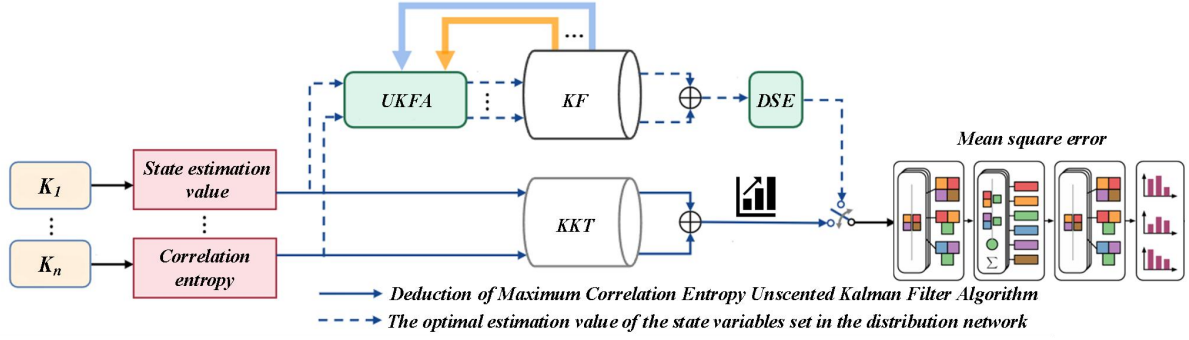 ...
UKFA
⋮
KF
DSE
Mean square error
K1
State estimation
value
⋮
⋮
KKT
Kn
Correlation
entropy
Σ
Deduction of Maximum Correlation Entropy Unscented Kalman Filter Algorithm
The optimal estimation value of the state variables set in the distribution network